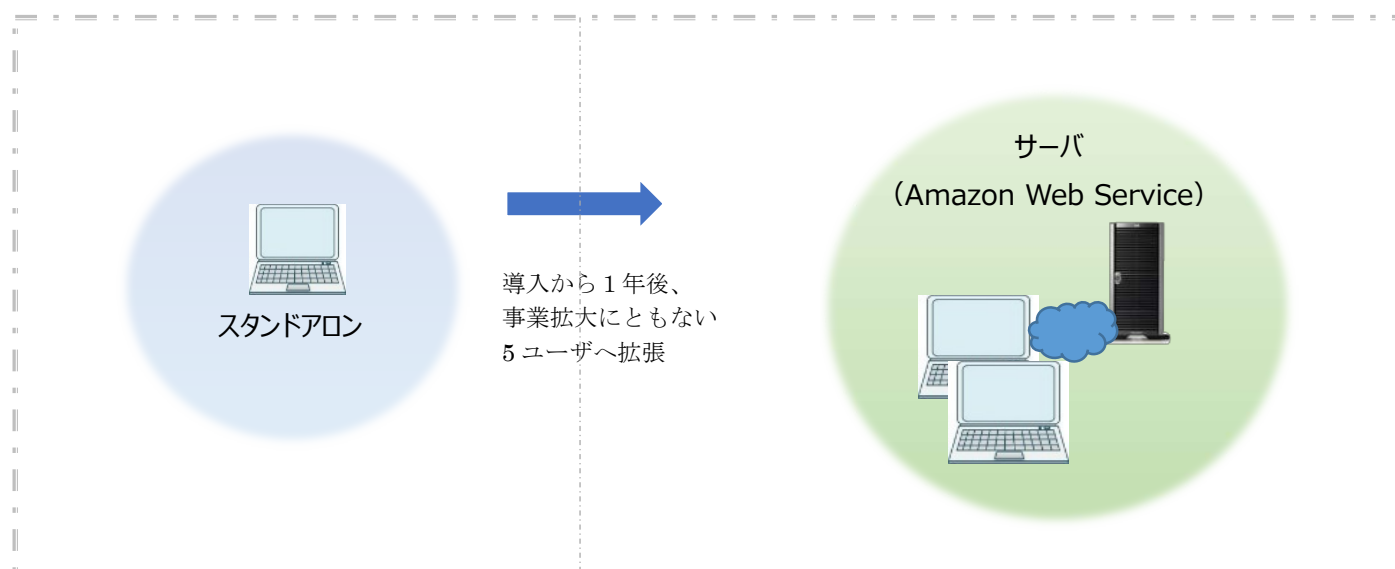 スタンドアロン
導入から１年後、
事業拡大にともない
5 ユーザへ拡張
サーバ
（Amazon Web Service）